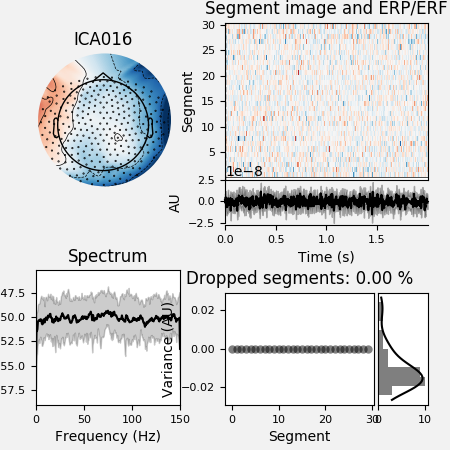 Segment image and ERP/ERF
ICA016
30
25
20
15
10
5
Segment
1e−8
2.5
0.0
−2.5
AU
0.0
0.5
1.0
1.5
Time (s)
Spectrum
Dropped segments: 0.00 %
47.5
50.0
52.5
55.0
57.5
0
50
100
150
Frequency (Hz)
Variance (AU)
0.02
0.00
−0.02
0
10
20
30
Segment
0
10